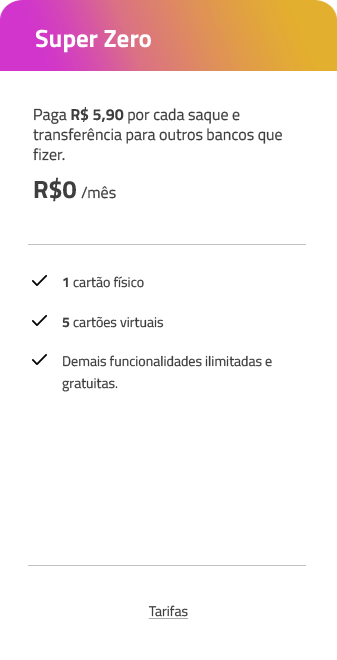 Super Zero
Paga R$ 5,90 por cada saque e
transferência para outros bancos que
fizer.
R$0 /mês
1 cartão físico
5 cartões virtuais
Demais funcionalidades ilimitadas e
gratuitas.
Tarifas